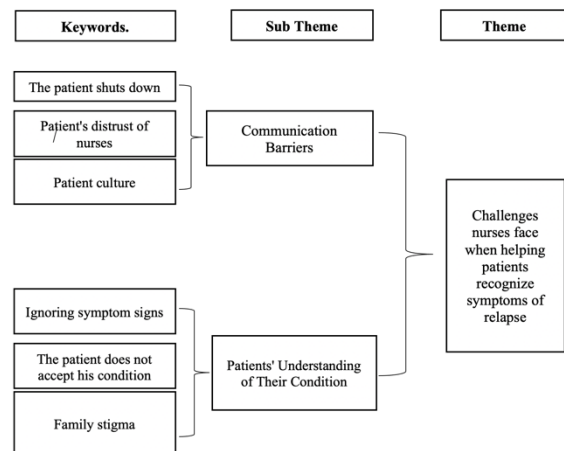 Keywords.
Sub Theme
Theme
The patient shuts down
Patient's distrust of
nurses
Patient culture
Communication
Barriers
Ignoring symptom signs
The patient does not
accept his condition
Family stigma
Patients' Understanding
of Their Condition
Challenges
nurses face
when helping
patients
recognize
symptoms of
relapse